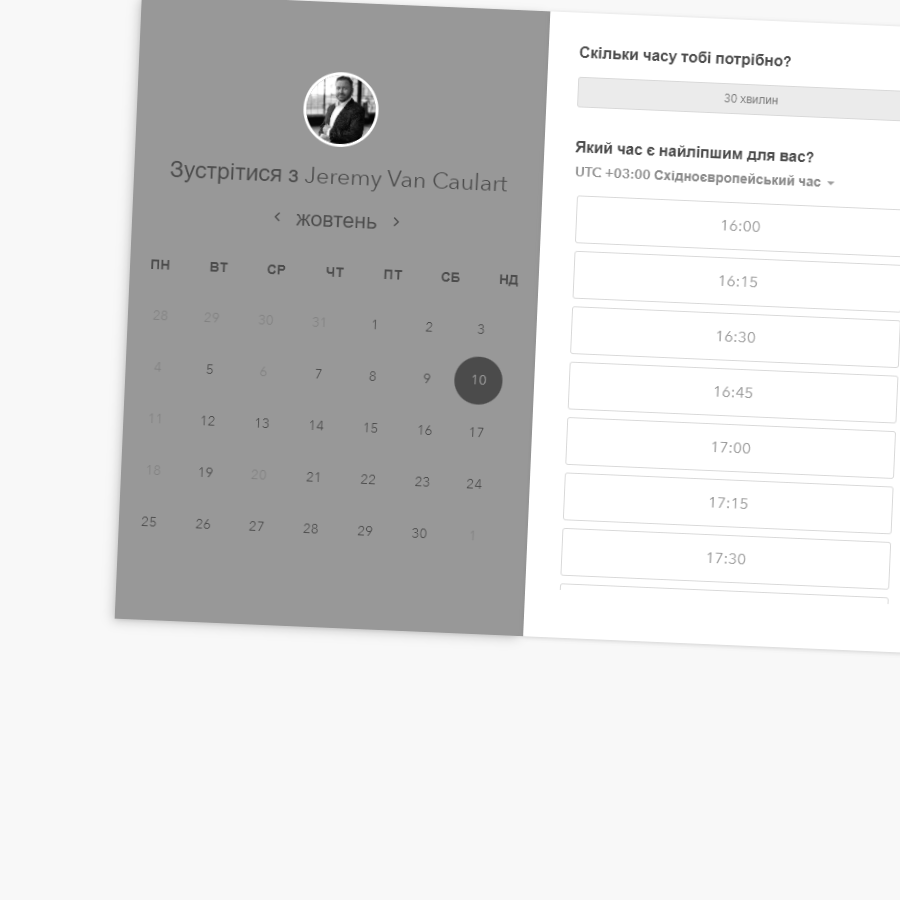 Зустрітися з Jeremy Van Caulart
жовтень
ПН ВТ СР ЧТ ПТ СБ НД
28 29 30 31 1 2 3
4 5 6 7 8 9 10
11 12 13 14 15 16 17
18 19 20 21 22 23 24
25 26 27 28 29 30 1
Скільки часу тобі потрібно?
30 хвилин
Який час є найліпшим для вас?
UTC +03:00 Східноєвропейський час
16:00
16:15
16:30
16:45
17:00
17:15
17:30